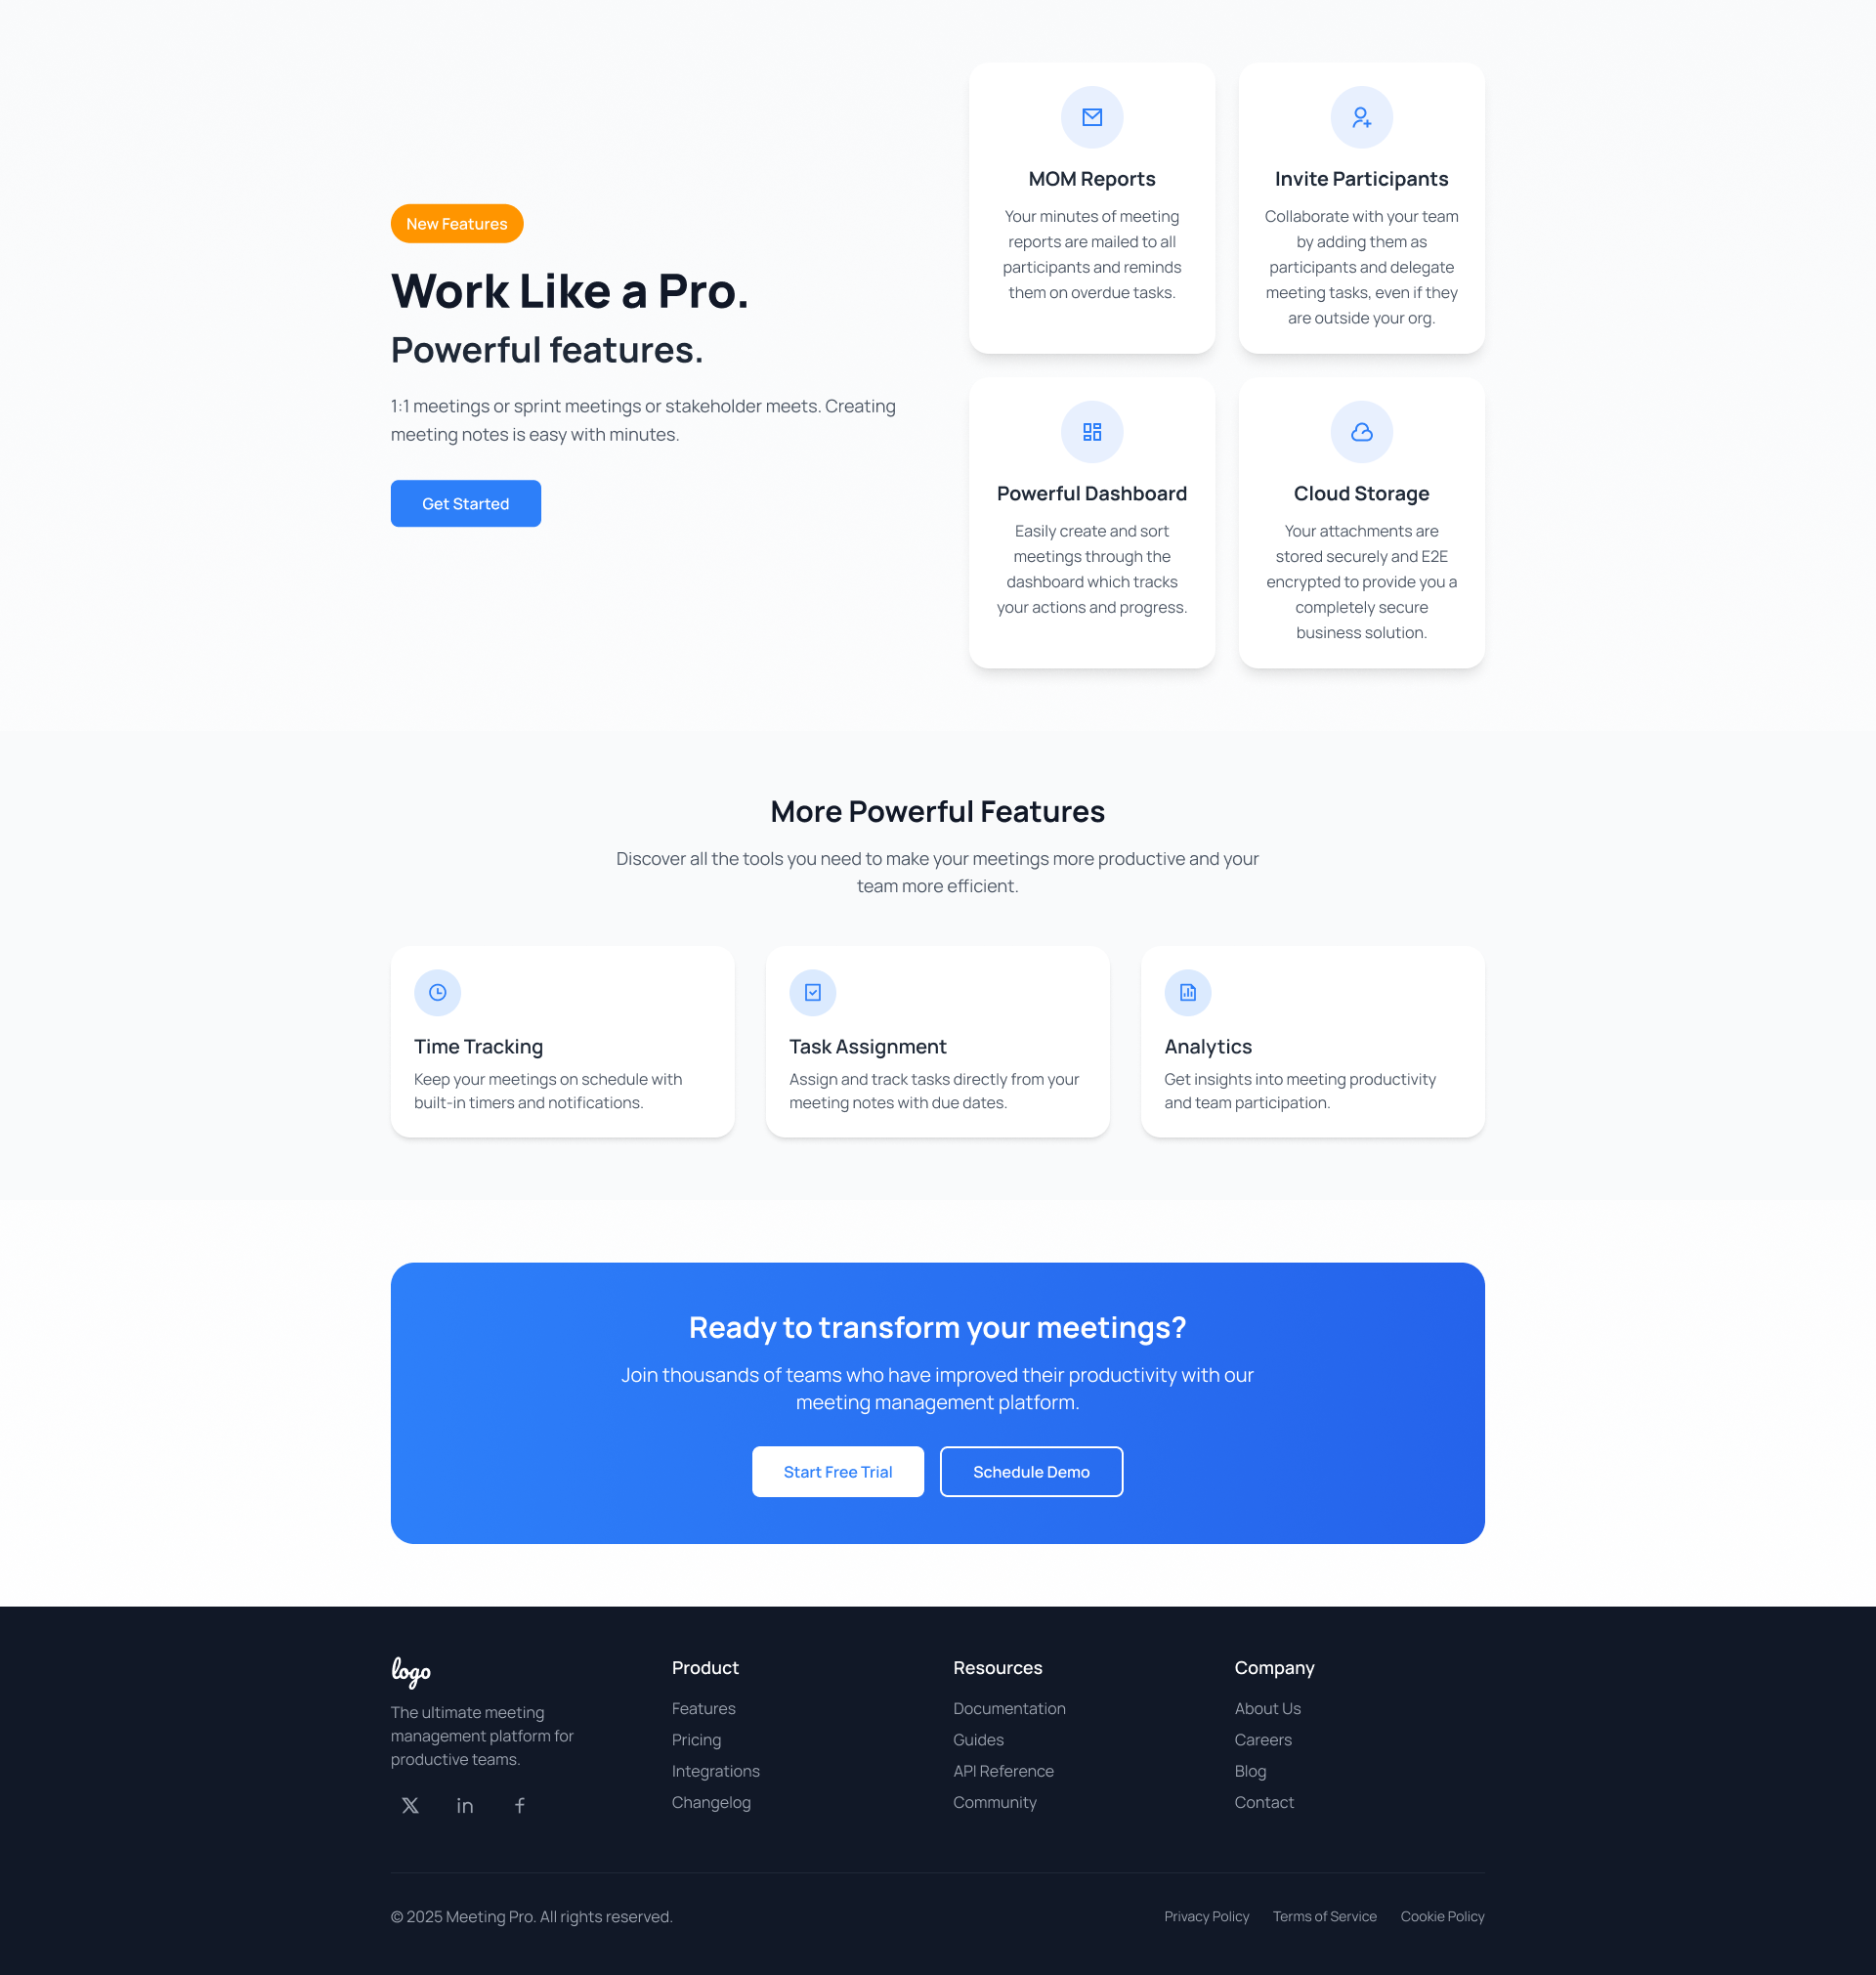 New Features
Work Like a Pro.
Powerful features.
1:1 meetings or sprint meetings or stakeholder meets. Creating
meeting notes is easy with minutes.
Get Started
MOM Reports
Your minutes of meeting
reports are mailed to all
participants and reminds
them on overdue tasks.
Invite Participants
Collaborate with your team
by adding them as
participants and delegate
meeting tasks, even if they
are outside your org.
Powerful Dashboard
Easily create and sort
meetings through the
dashboard which tracks
your actions and progress.
Cloud Storage
Your attachments are
stored securely and E2E
encrypted to provide you a
completely secure
business solution.
More Powerful Features
Discover all the tools you need to make your meetings more productive and your
team more efficient.
Time Tracking
Keep your meetings on schedule with
built-in timers and notifications.
Task Assignment
Assign and track tasks directly from your
meeting notes with due dates.
Analytics
Get insights into meeting productivity
and team participation.
Ready to transform your meetings?
Join thousands of teams who have improved their productivity with our
meeting management platform.
Start Free Trial
Schedule Demo
logo
The ultimate meeting
management platform for
productive teams.
Product
Features
Pricing
Integrations
Changelog
Resources
Documentation
Guides
API Reference
Community
Company
About Us
Careers
Blog
Contact
© 2025 Meeting Pro. All rights reserved.
Privacy Policy
Terms of Service
Cookie Policy